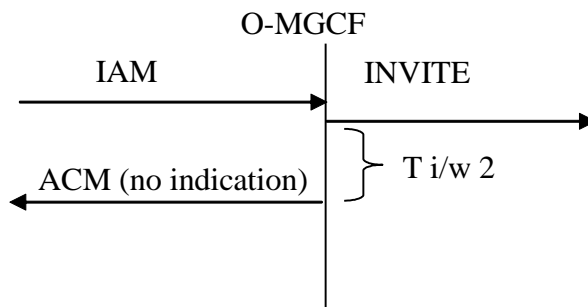 O-MGCF
IAM
INVITE
T i/w 2
ACM (no indication)